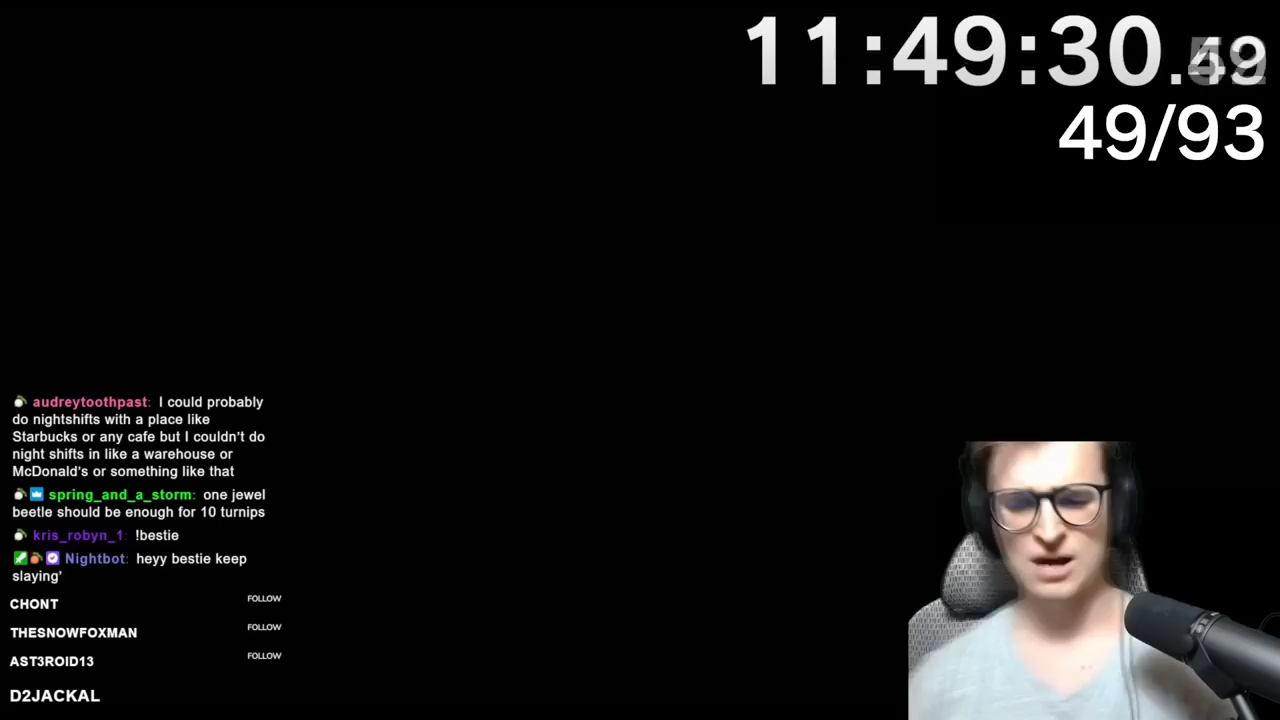 11:49:30.
49/93
audreytoothpast: I could probably
do nightshifts with a place like
Starbucks or any cafe but I couldn't do
night shifts in like a warehouse or
McDonald's or something like that
spring_and_a_storm: one jewel
beetle should be enough for 10 turnips
kris_robyn_1: !bestie
Nightbot: heyy bestie keep
slaying'
CHONT FOLLOW
THESNOWFOXMAN FOLLOW
AST3ROID13 FOLLOW
D2JACKAL